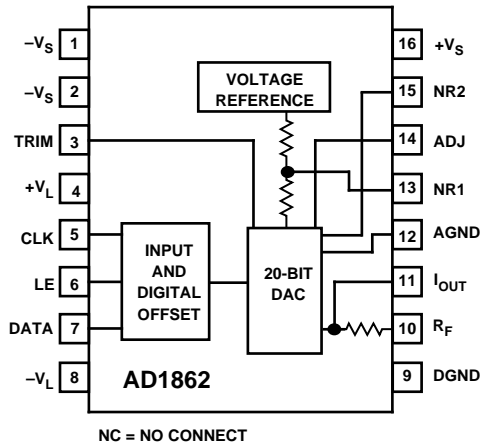 –VS 1
–VS 2
TRIM 3
+VL 4
CLK 5
LE 6
DATA 7
–VL 8
VOLTAGE
REFERENCE
INPUT
AND
DIGITAL
OFFSET
20-BIT
DAC
AD1862
16 +VS
15 NR2
14 ADJ
13 NR1
12 AGND
11 IOUT
10 RF
9 DGND
NC = NO CONNECT